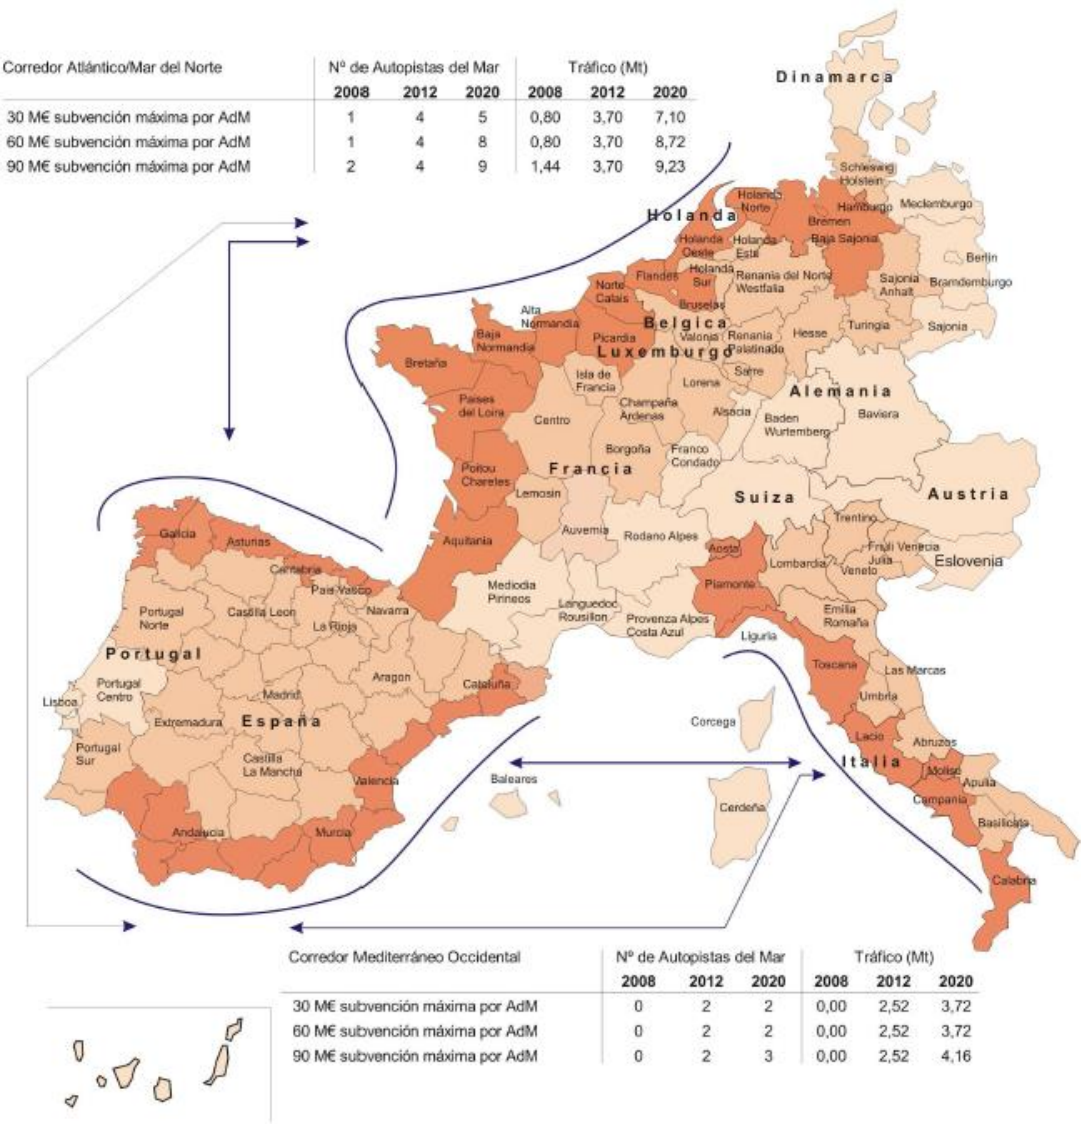 Corredor Atlántico/Mar del Norte Nº de Autopistas del Mar Tráfico (Mt)
2008 2012 2020 2008 2012 2020
30 M€ subvención máxima por AdM 1 4 5 0,80 3,70 7,10
60 M€ subvención máxima por AdM 1 4 8 0,80 3,70 8,72
90 M€ subvención máxima por AdM 2 4 9 1,44 3,70 9,23
Dinamarca
Schleswig
Holstein
Holanda
Holanda
Norte
Hamburgo
Meclemburgo
Bremen
Holanda
Oeste
Holanda
Este
Baja Sajonia
Berlin
Flandes
Holanda
Sur
Renania del Norte
Westfalia
Sajonia
Anhalt
Bramdemburgo
Norte
Calais
Bruselas
Alta
Normandia
Belgica
Baja
Normandia
Picardia
Valonia
Renania
Palatinado
Hesse
Turingia
Sajonia
Luxemburgo
Bretaña
Isla de
Francia
Sarre
Lorena
Alemania
Paises
del Loira
Centro
Champaña
Ardenas
Alsacia
Baden
Wurtemberg
Baviera
Borgoña
Franco
Condado
Poitou
Charetes
Francia
Lemosin
Suiza
Austria
Galicia
Asturias
Aquitania
Auvernia
Rodano Alpes
Trentino
Aosta
Friuli Venecia
Julia
Lombardia
Veneto
Eslovenia
Cantabria
Pais Vasco
Mediodia
Pirineos
Piamonte
Portugal
Norte
Castilla Leon
Navarra
Languedoc
Rousillon
Provenza Alpes
Costa Azul
Emilia
Romaña
La Rioja
Liguria
Portugal
Toscana
Las Marcas
Aragon
Cataluña
Portugal
Centro
Madrid
Umbria
Lisboa
Extremadura
España
Corcega
Lacio
Abruzos
Portugal
Sur
Castilla
La Mancha
Italia
Valencia
Baleares
Molise
Apulia
Campania
Cerdeña
Basilicata
Andalucia
Murcia
Calabria
Corredor Mediterráneo Occidental Nº de Autopistas del Mar Tráfico (Mt)
2008 2012 2020 2008 2012 2020
30 M€ subvención máxima por AdM 0 2 2 0,00 2,52 3,72
60 M€ subvención máxima por AdM 0 2 2 0,00 2,52 3,72
90 M€ subvención máxima por AdM 0 2 3 0,00 2,52 4,16